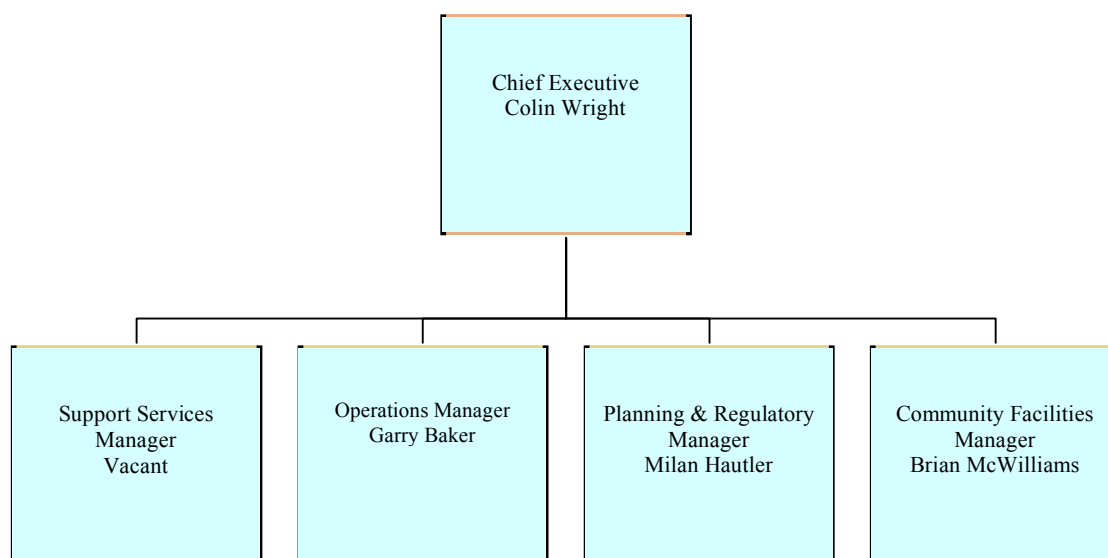 Chief Executive
Colin Wright
Support Services
Manager
Vacant
Operations Manager
Garry Baker
Planning & Regulatory
Manager
Milan Hautler
Community Facilities
Manager
Brian McWilliams